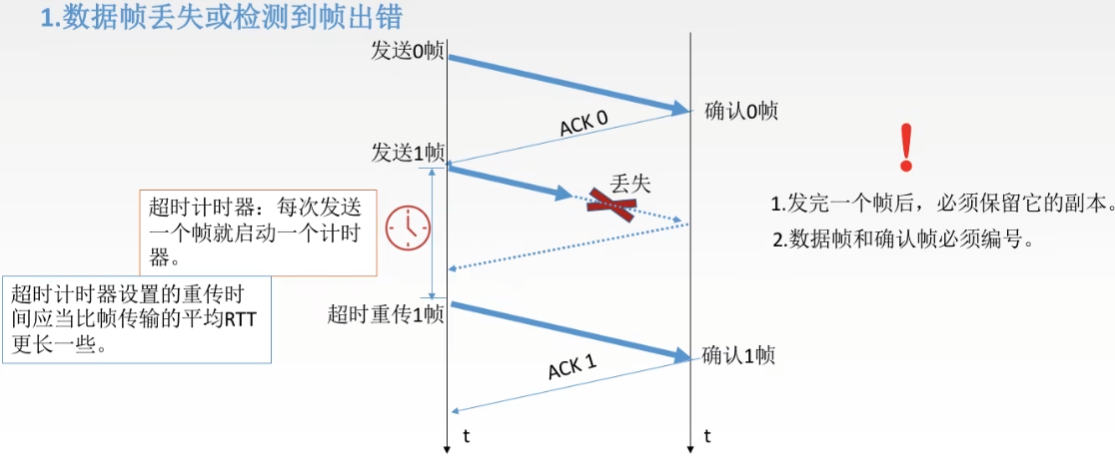 1.数据帧丢失或检测到帧出错
发送0帧
确认0帧
ACK 0
发送1帧
丢失
超时计时器：每次发送
一个帧就启动一个计时
器。
1.发完一个帧后，必须保留它的副本。
2.数据帧和确认帧必须编号。
超时计时器设置的重传时
间应当比帧传输的平均RTT
更长一些。
超时重传1帧
确认1帧
ACK 1
t
t